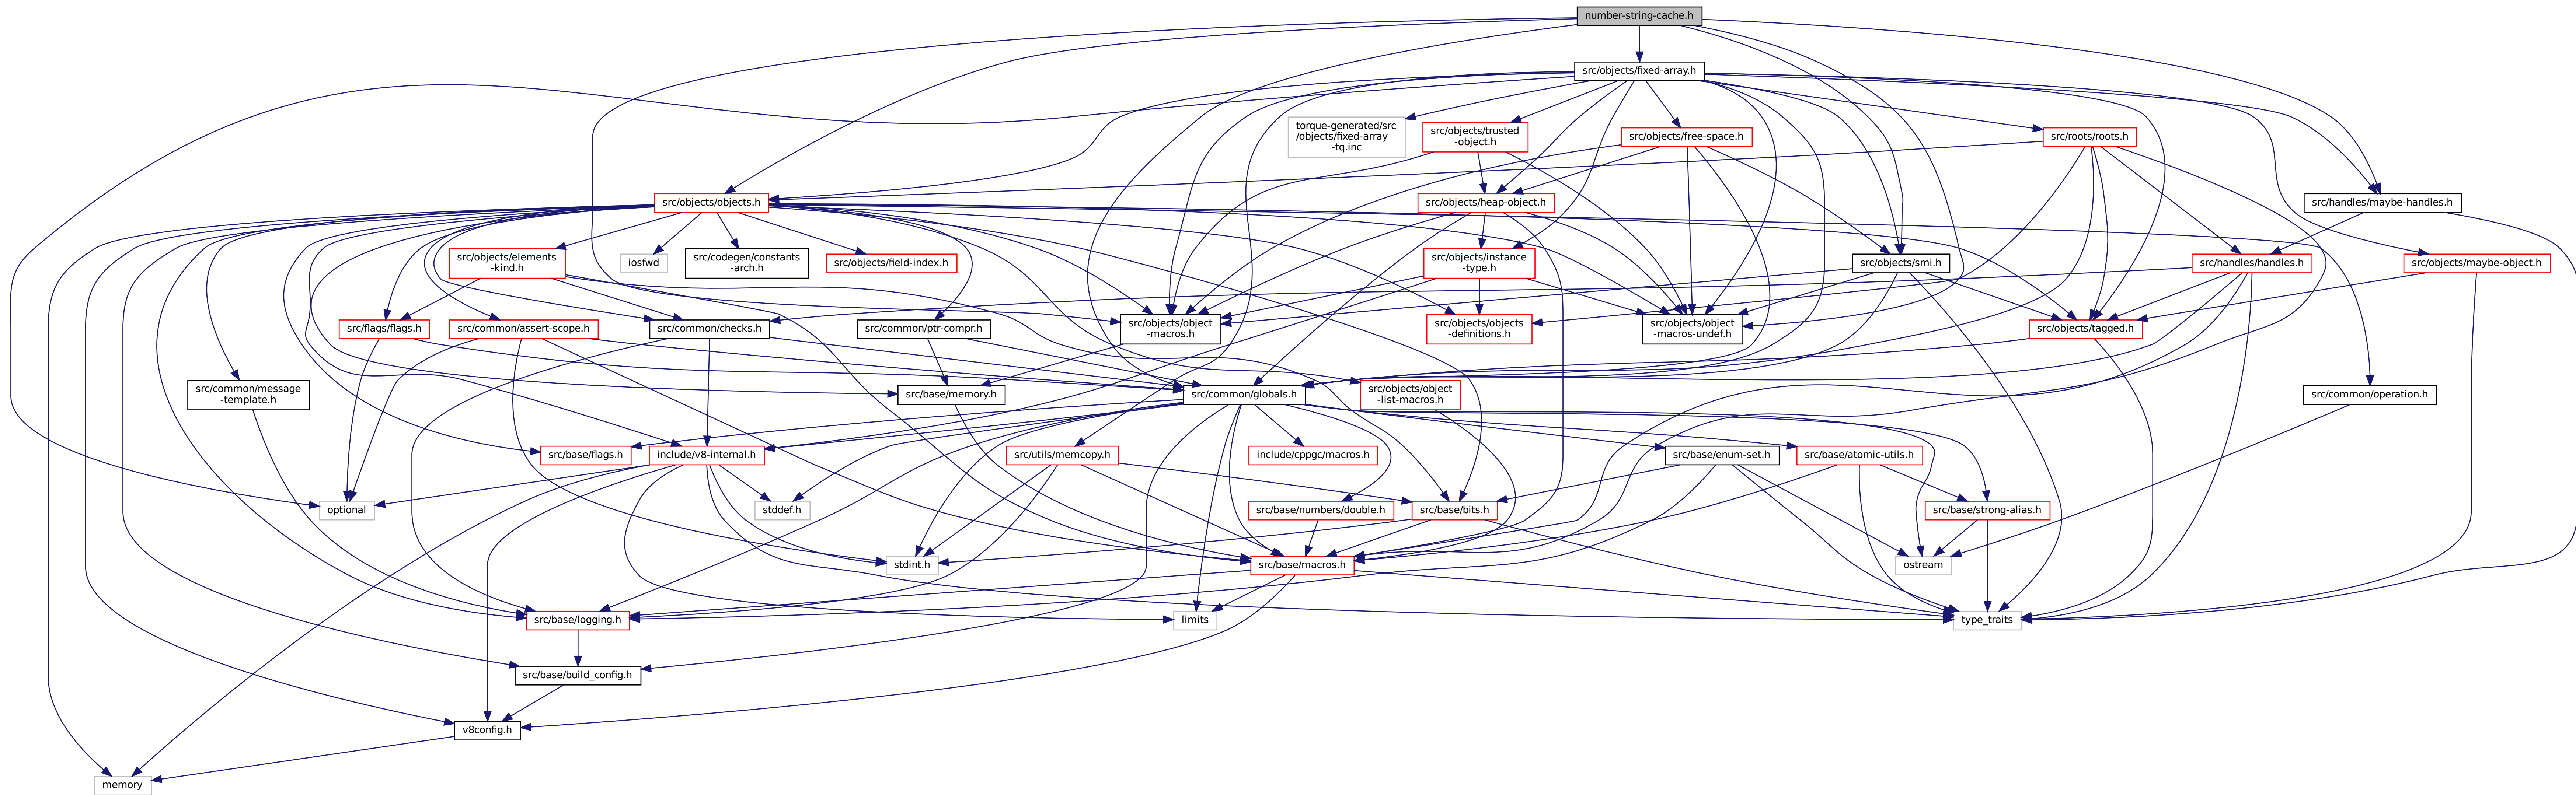 number-string-cache.h
src/objects/fixed-array.h
torque-generated/src
/objects/fixed-array
-tq.inc
src/objects/trusted
-object.h
src/objects/free-space.h
src/roots/roots.h
src/objects/objects.h
src/objects/heap-object.h
src/handles/maybe-handles.h
src/objects/elements
-kind.h
iosfwd
src/codegen/constants
-arch.h
src/objects/field-index.h
src/objects/instance
-type.h
src/objects/smi.h
src/handles/handles.h
src/objects/maybe-object.h
src/flags/flags.h
src/common/assert-scope.h
src/common/checks.h
src/common/ptr-compr.h
src/objects/object
-macros.h
src/objects/objects
-definitions.h
src/objects/object
-macros-undef.h
src/objects/tagged.h
src/common/message
-template.h
src/base/memory.h
src/common/globals.h
src/objects/object
-list-macros.h
src/common/operation.h
src/base/flags.h
include/v8-internal.h
src/utils/memcopy.h
include/cppgc/macros.h
src/base/enum-set.h
src/base/atomic-utils.h
optional
stddef.h
src/base/numbers/double.h
src/base/bits.h
src/base/strong-alias.h
stdint.h
src/base/macros.h
ostream
src/base/logging.h
limits
type_traits
src/base/build_config.h
v8config.h
memory